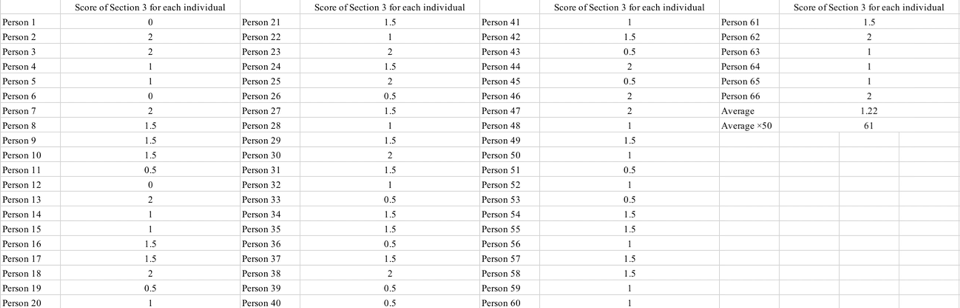 Score of Section 3 for each individual Score of Section 3 for each individual Score of Section 3 for each individual Score of Section 3 for each individual
Person 1 0 Person 21 1.5 Person 41 1 Person 61 1.5
Person 2 2 Person 22 1 Person 42 1.5 Person 62 2
Person 3 2 Person 23 2 Person 43 0.5 Person 63 1
Person 4 1 Person 24 1.5 Person 44 2 Person 64 1
Person 5 1 Person 25 2 Person 45 0.5 Person 65 1
Person 6 0 Person 26 0.5 Person 46 2 Person 66 2
Person 7 2 Person 27 1.5 Person 47 2 Average 1.22
Person 8 1.5 Person 28 1 Person 48 1 Average ×50 61
Person 9 1.5 Person 29 1.5 Person 49 1.5
Person 10 1.5 Person 30 2 Person 50 1
Person 11 0.5 Person 31 1.5 Person 51 0.5
Person 12 0 Person 32 1 Person 52 1
Person 13 2 Person 33 0.5 Person 53 0.5
Person 14 1 Person 34 1.5 Person 54 1.5
Person 15 1 Person 35 1.5 Person 55 1.5
Person 16 1.5 Person 36 0.5 Person 56 1
Person 17 1.5 Person 37 1.5 Person 57 1.5
Person 18 2 Person 38 2 Person 58 1.5
Person 19 0.5 Person 39 0.5 Person 59 1
Person 20 1 Person 40 0.5 Person 60 1